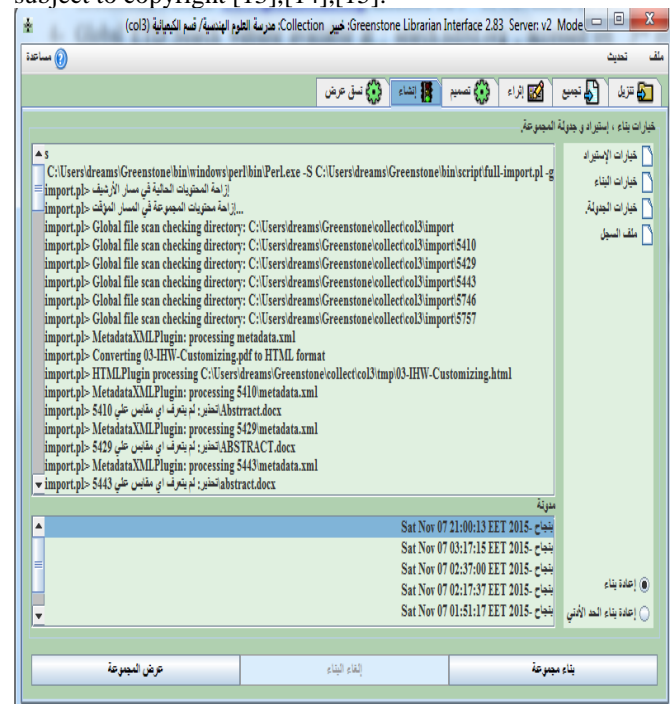 subject to copyright [13],[14],[15].
Greenstone Librarian Interface 2.83 Server: v2 Mode: خبير Collection: مدرسة العلوم الهندسية/ قسم الكيميائية (col3)
ملف تحديث مساعدة
تنزيل تجميع إثراء تصميم إنشاء نسق عرض
خيارات بناء ، إستيراد و جدولة المجموعة.
خيارات الإستيراد
خيارات البناء
خيارات الجدولة.
ملف السجل
s
C:\Users\dreams\Greenstone\bin\windows\perl\bin\Perl.exe -S C:\Users\dreams\Greenstone\bin\script\full-import.pl -g
import.pl> إزاحة المحتويات الحالية في مسار الأرشيف
import.pl> إزاحة محتويات المجموعة في المسار المؤقت...
import.pl> Global file scan checking directory: C:\Users\dreams\Greenstone\collect\col3\import
import.pl> Global file scan checking directory: C:\Users\dreams\Greenstone\collect\col3\import\5410
import.pl> Global file scan checking directory: C:\Users\dreams\Greenstone\collect\col3\import\5429
import.pl> Global file scan checking directory: C:\Users\dreams\Greenstone\collect\col3\import\5443
import.pl> Global file scan checking directory: C:\Users\dreams\Greenstone\collect\col3\import\5746
import.pl> Global file scan checking directory: C:\Users\dreams\Greenstone\collect\col3\import\5757
import.pl> MetadataXMLPlugin: processing metadata.xml
import.pl> Converting 03-IHW-Customizing.pdf to HTML format
import.pl> HTMLPlugin processing C:\Users\dreams\Greenstone\collect\col3\tmp\03-IHW-Customizing.html
import.pl> MetadataXMLPlugin: processing 5410\metadata.xml
import.pl> تحذير: لم يتعرف اي مقابس علي 5410\Abstrract.docx
import.pl> MetadataXMLPlugin: processing 5429\metadata.xml
import.pl> تحذير: لم يتعرف اي مقابس علي 5429\ABSTRACT.docx
import.pl> MetadataXMLPlugin: processing 5443\metadata.xml
import.pl> تحذير: لم يتعرف اي مقابس علي 5443\abstract.docx
مدونة
بنجاح -Sat Nov 07 21:00:13 EET 2015
بنجاح -Sat Nov 07 03:17:15 EET 2015
بنجاح -Sat Nov 07 02:37:00 EET 2015
بنجاح -Sat Nov 07 02:17:37 EET 2015
بنجاح -Sat Nov 07 01:51:17 EET 2015
إعادة بناء
إعادة بناء الحد الأدني
بناء مجموعة إلغاء البناء عرض المجموعة